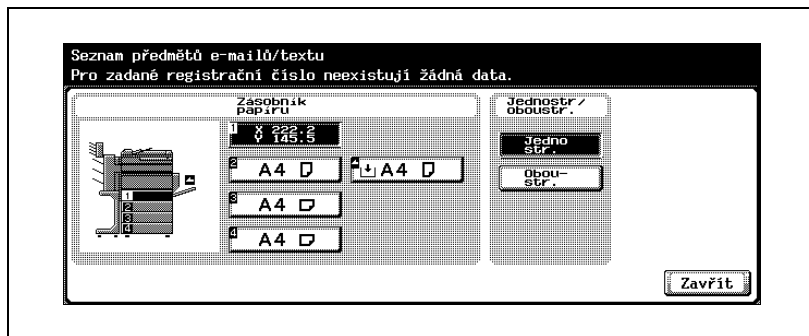 Seznam předmětů e-mailů/textu
Pro zadané registrační číslo neexistují žádná data.
Zásobník
papíru
Jednostr/
oboustr.
1 X 222.2
Y 145.5
Jedno
str.
2 A4
A4
Obou-
str.
3 A4
4 A4
1
2
3
4
Zavřít